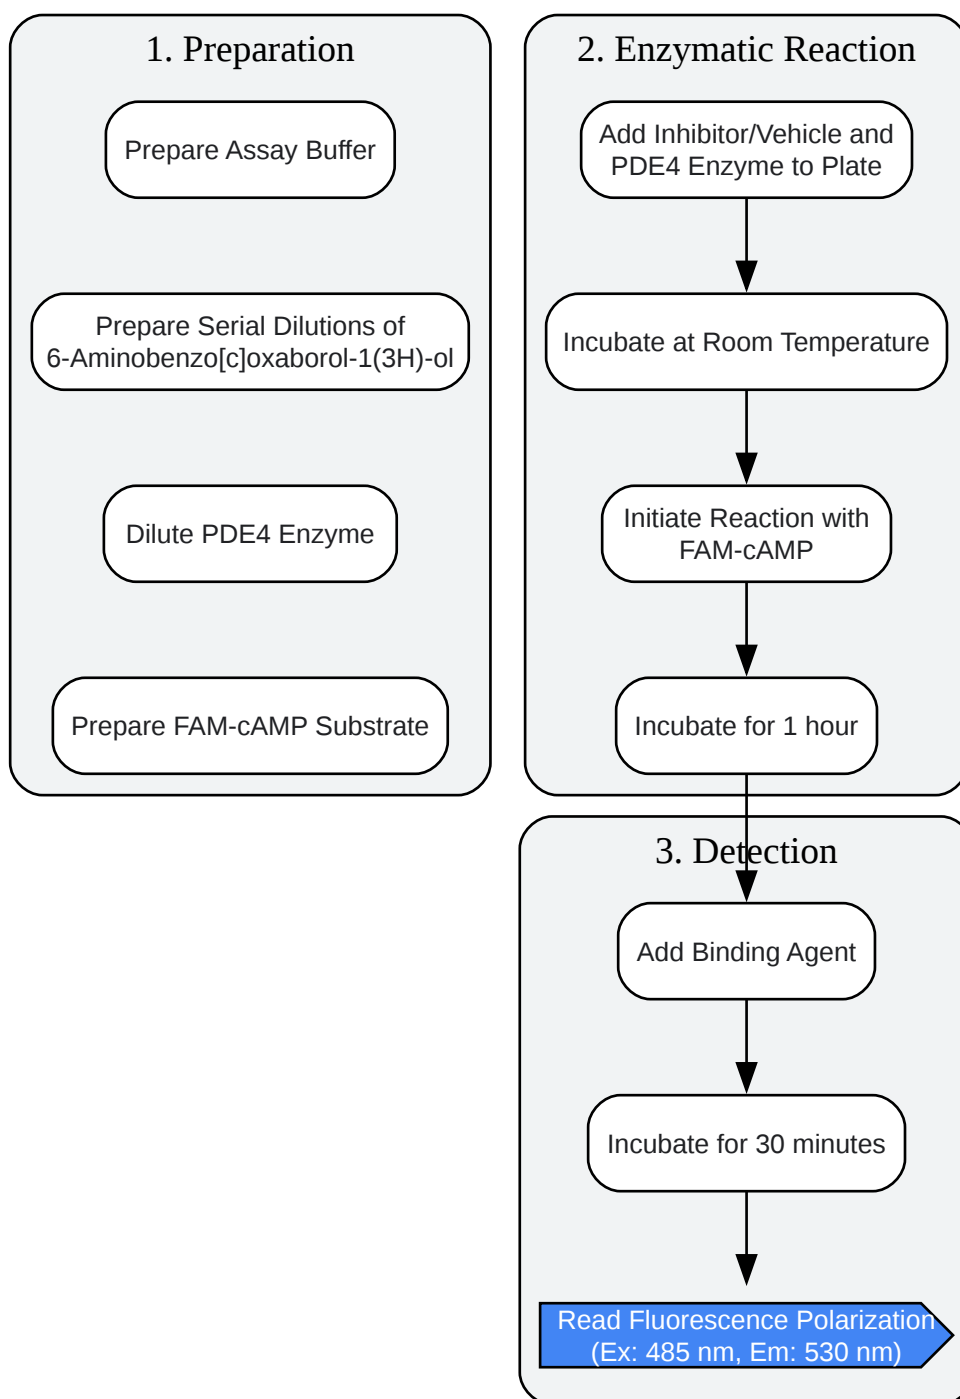 1. Preparation
Prepare Assay Buffer
Prepare Serial Dilutions of
6-Aminobenzo[c]oxaborol-1(3H)-ol
Dilute PDE4 Enzyme
Prepare FAM-cAMP Substrate
2. Enzymatic Reaction
Add Inhibitor/Vehicle and
PDE4 Enzyme to Plate
Incubate at Room Temperature
Initiate Reaction with
FAM-cAMP
Incubate for 1 hour
3. Detection
Add Binding Agent
Incubate for 30 minutes
Read Fluorescence Polarization
(Ex: 485 nm, Em: 530 nm)